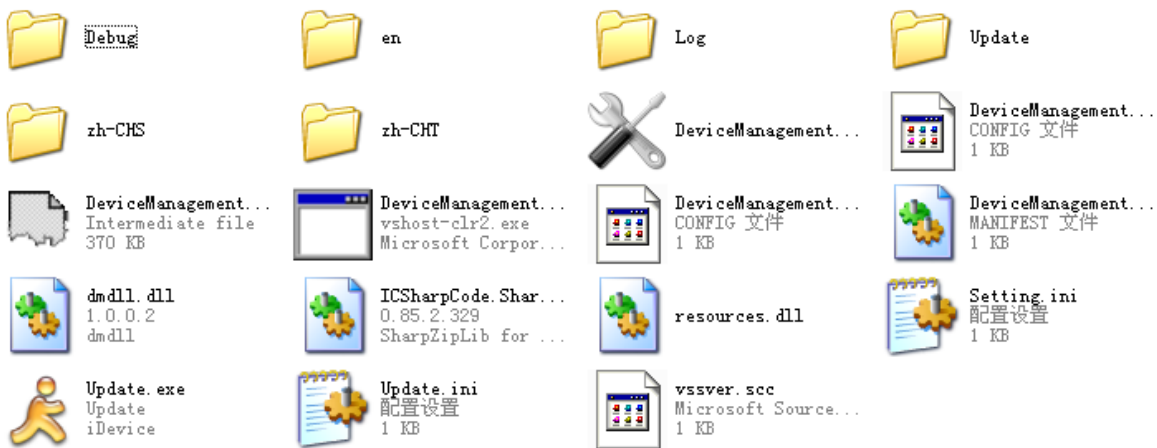 Debug
en
Log
Update
zh-CHS
zh-CHT
DeviceManagement...
DeviceManagement...
CONFIG 文件
1 KB
DeviceManagement...
Intermediate file
370 KB
DeviceManagement...
vshost-clr2.exe
Microsoft Corpor...
DeviceManagement...
CONFIG 文件
1 KB
DeviceManagement...
MANIFEST 文件
1 KB
dmdll.dll
1.0.0.2
dmdll
ICSharpCode.Shar...
0.85.2.329
SharpZipLib for ...
resources.dll
Setting.ini
配置设置
1 KB
Update.exe
Update
iDevice
Update.ini
配置设置
1 KB
vssver.scc
Microsoft Source...
1 KB